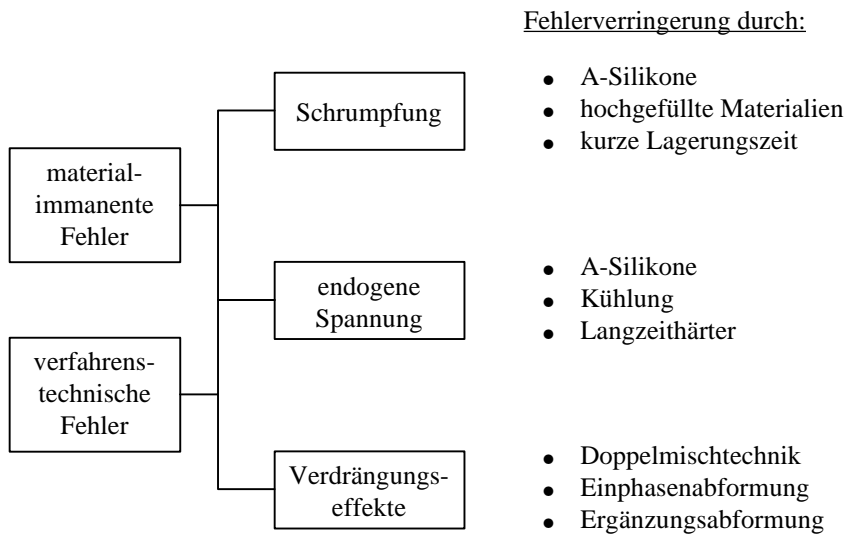 Fehlerverringerung durch:
material-
immanente
Fehler
verfahrens-
technische
Fehler
Schrumpfung
• A-Silikone
• hochgefüllte Materialien
• kurze Lagerungszeit
endogene
Spannung
• A-Silikone
• Kühlung
• Langzeithärter
Verdrängungs-
effekte
• Doppelmischtechnik
• Einphasenabformung
• Ergänzungsabformung